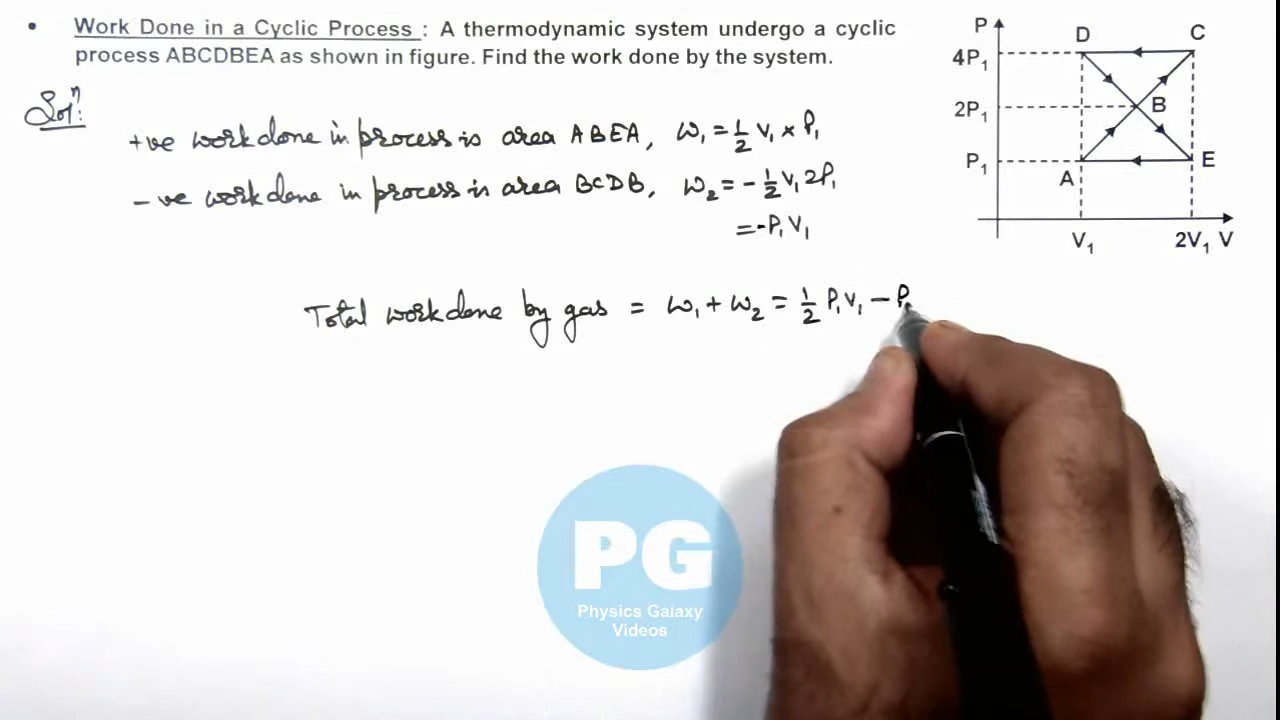 • Work Done in a Cyclic Process : A thermodynamic system undergo a cyclic
process ABCDBEA as shown in figure. Find the work done by the system.
Solⁿ:
+ve work done in process is area ABEA, W₁ = ½ V₁ × P₁
-ve work done in process is area BCDB, W₂ = - ½ V₁ 2P₁
= -P₁V₁
Total work done by gas = W₁ + W₂ = ½ P₁V₁ - P₁
P
D
C
4P₁
2P₁
B
P₁
E
A
V₁
2V₁
V
PG
Physics Galaxy
Videos